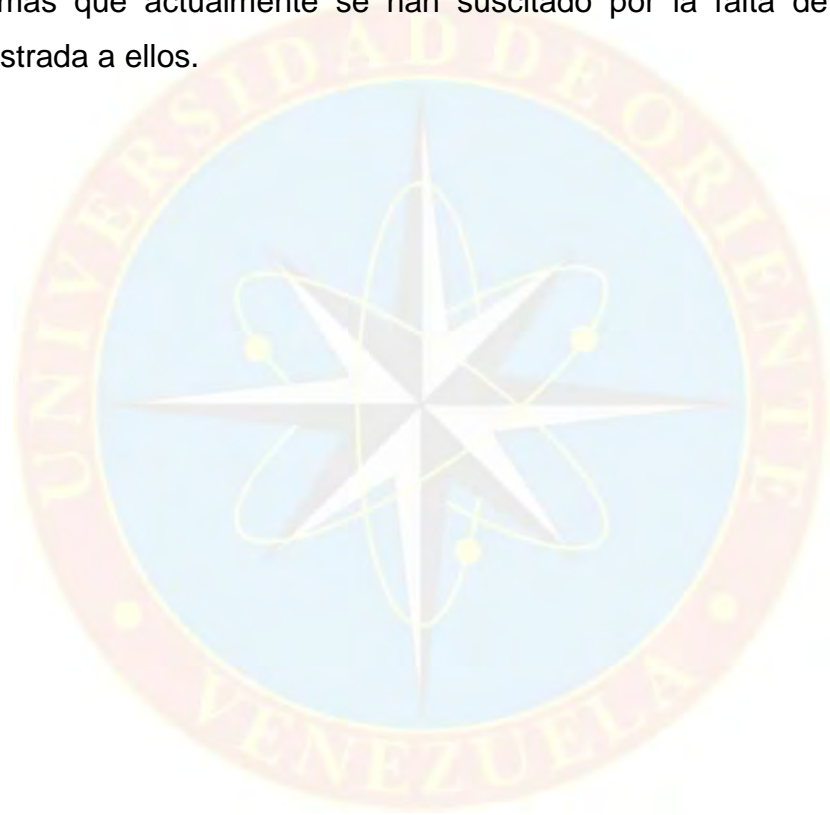 mas que actualmente se han suscitado por la falta de
strada a ellos.
UNIVERSIDAD DE ORIENTE
VENEZUELA